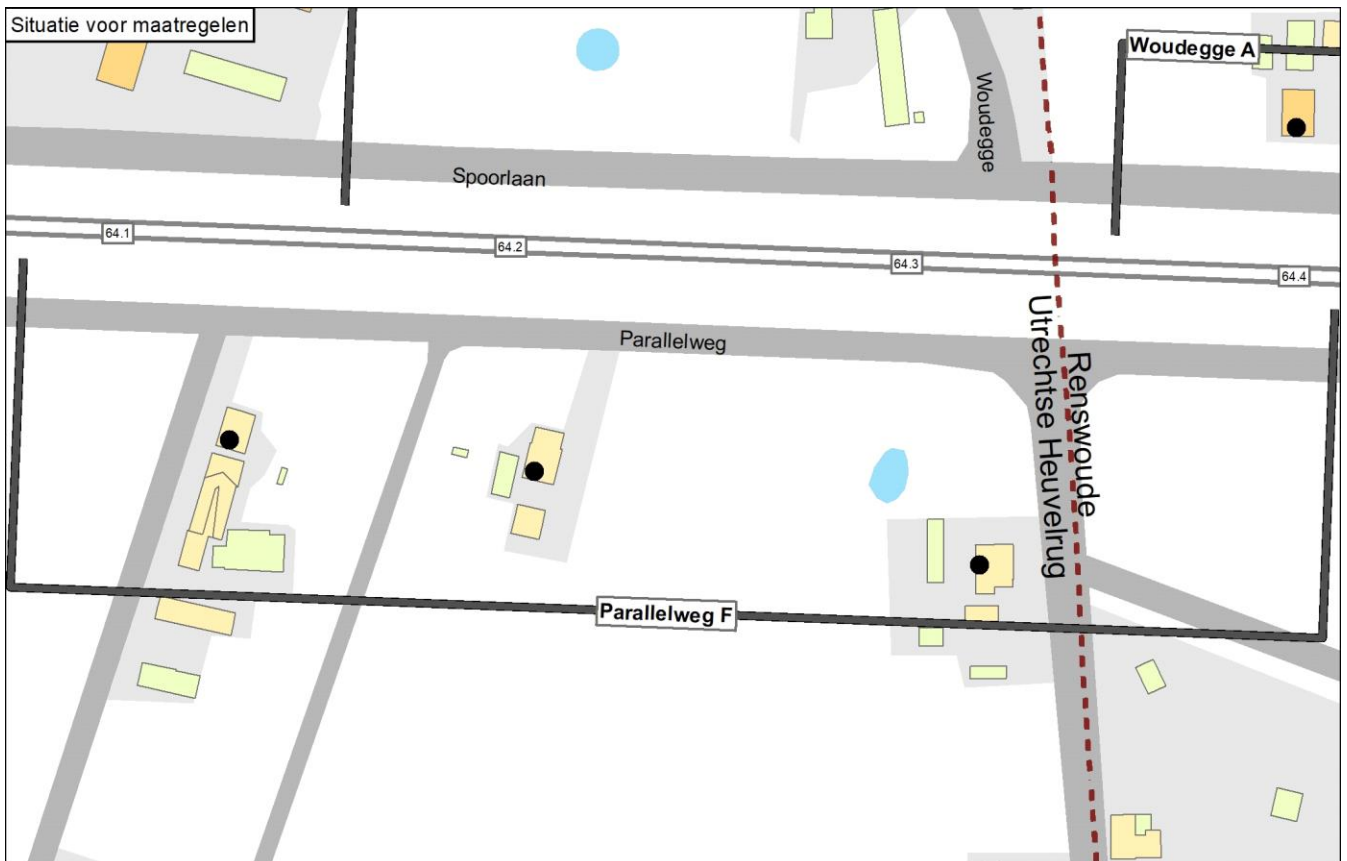 Situatie voor maatregelen
Woudegge A
Woudegge
Spoorlaan
64.1
64.2
64.3
64.4
Parallelweg
Utrechtse Heuvelrug
Renswoude
Parallelweg F